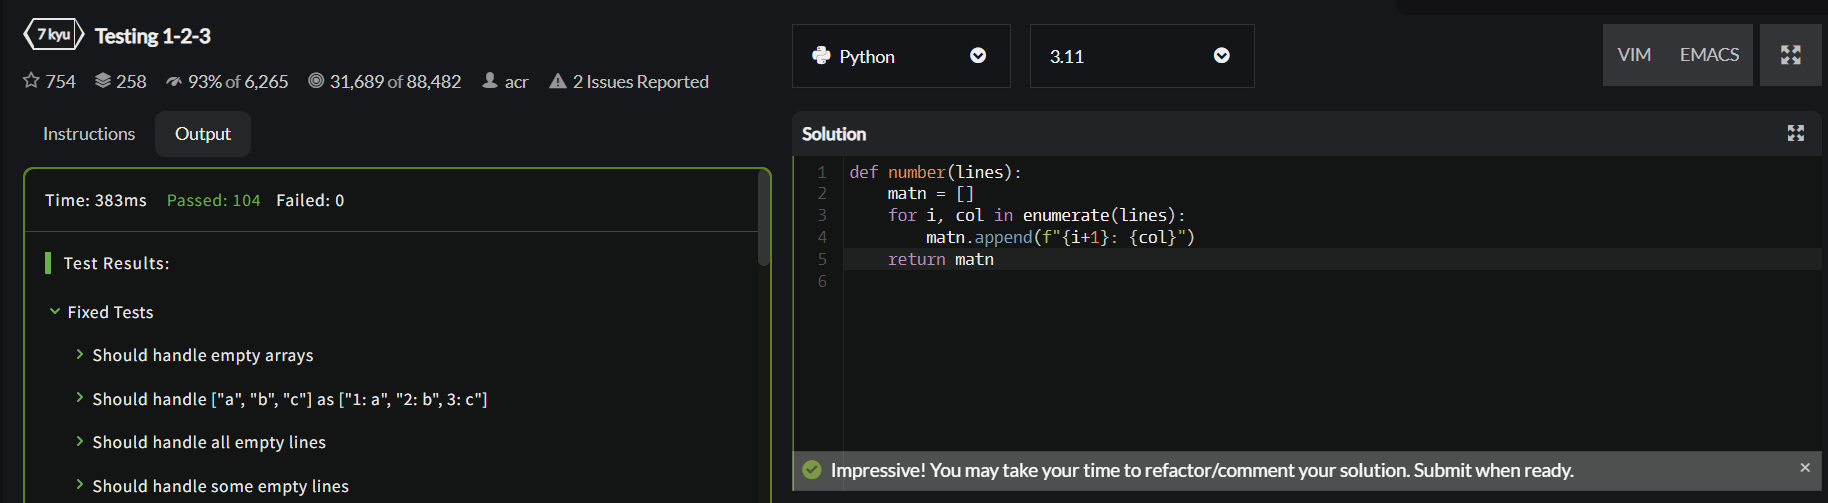 7 kyu Testing 1-2-3
754 258 93% of 6,265 31,689 of 88,482 acr 2 Issues Reported
Instructions Output
Time: 383ms Passed: 104 Failed: 0
Test Results:
Fixed Tests
Should handle empty arrays
Should handle ["a", "b", "c"] as ["1: a", "2: b", 3: c"]
Should handle all empty lines
Should handle some empty lines
Python 3.11 VIM EMACS
Solution
1 def number(lines):
2 matn = []
3 for i, col in enumerate(lines):
4 matn.append(f"{i+1}: {col}")
5 return matn
6
Impressive! You may take your time to refactor/comment your solution. Submit when ready. ×